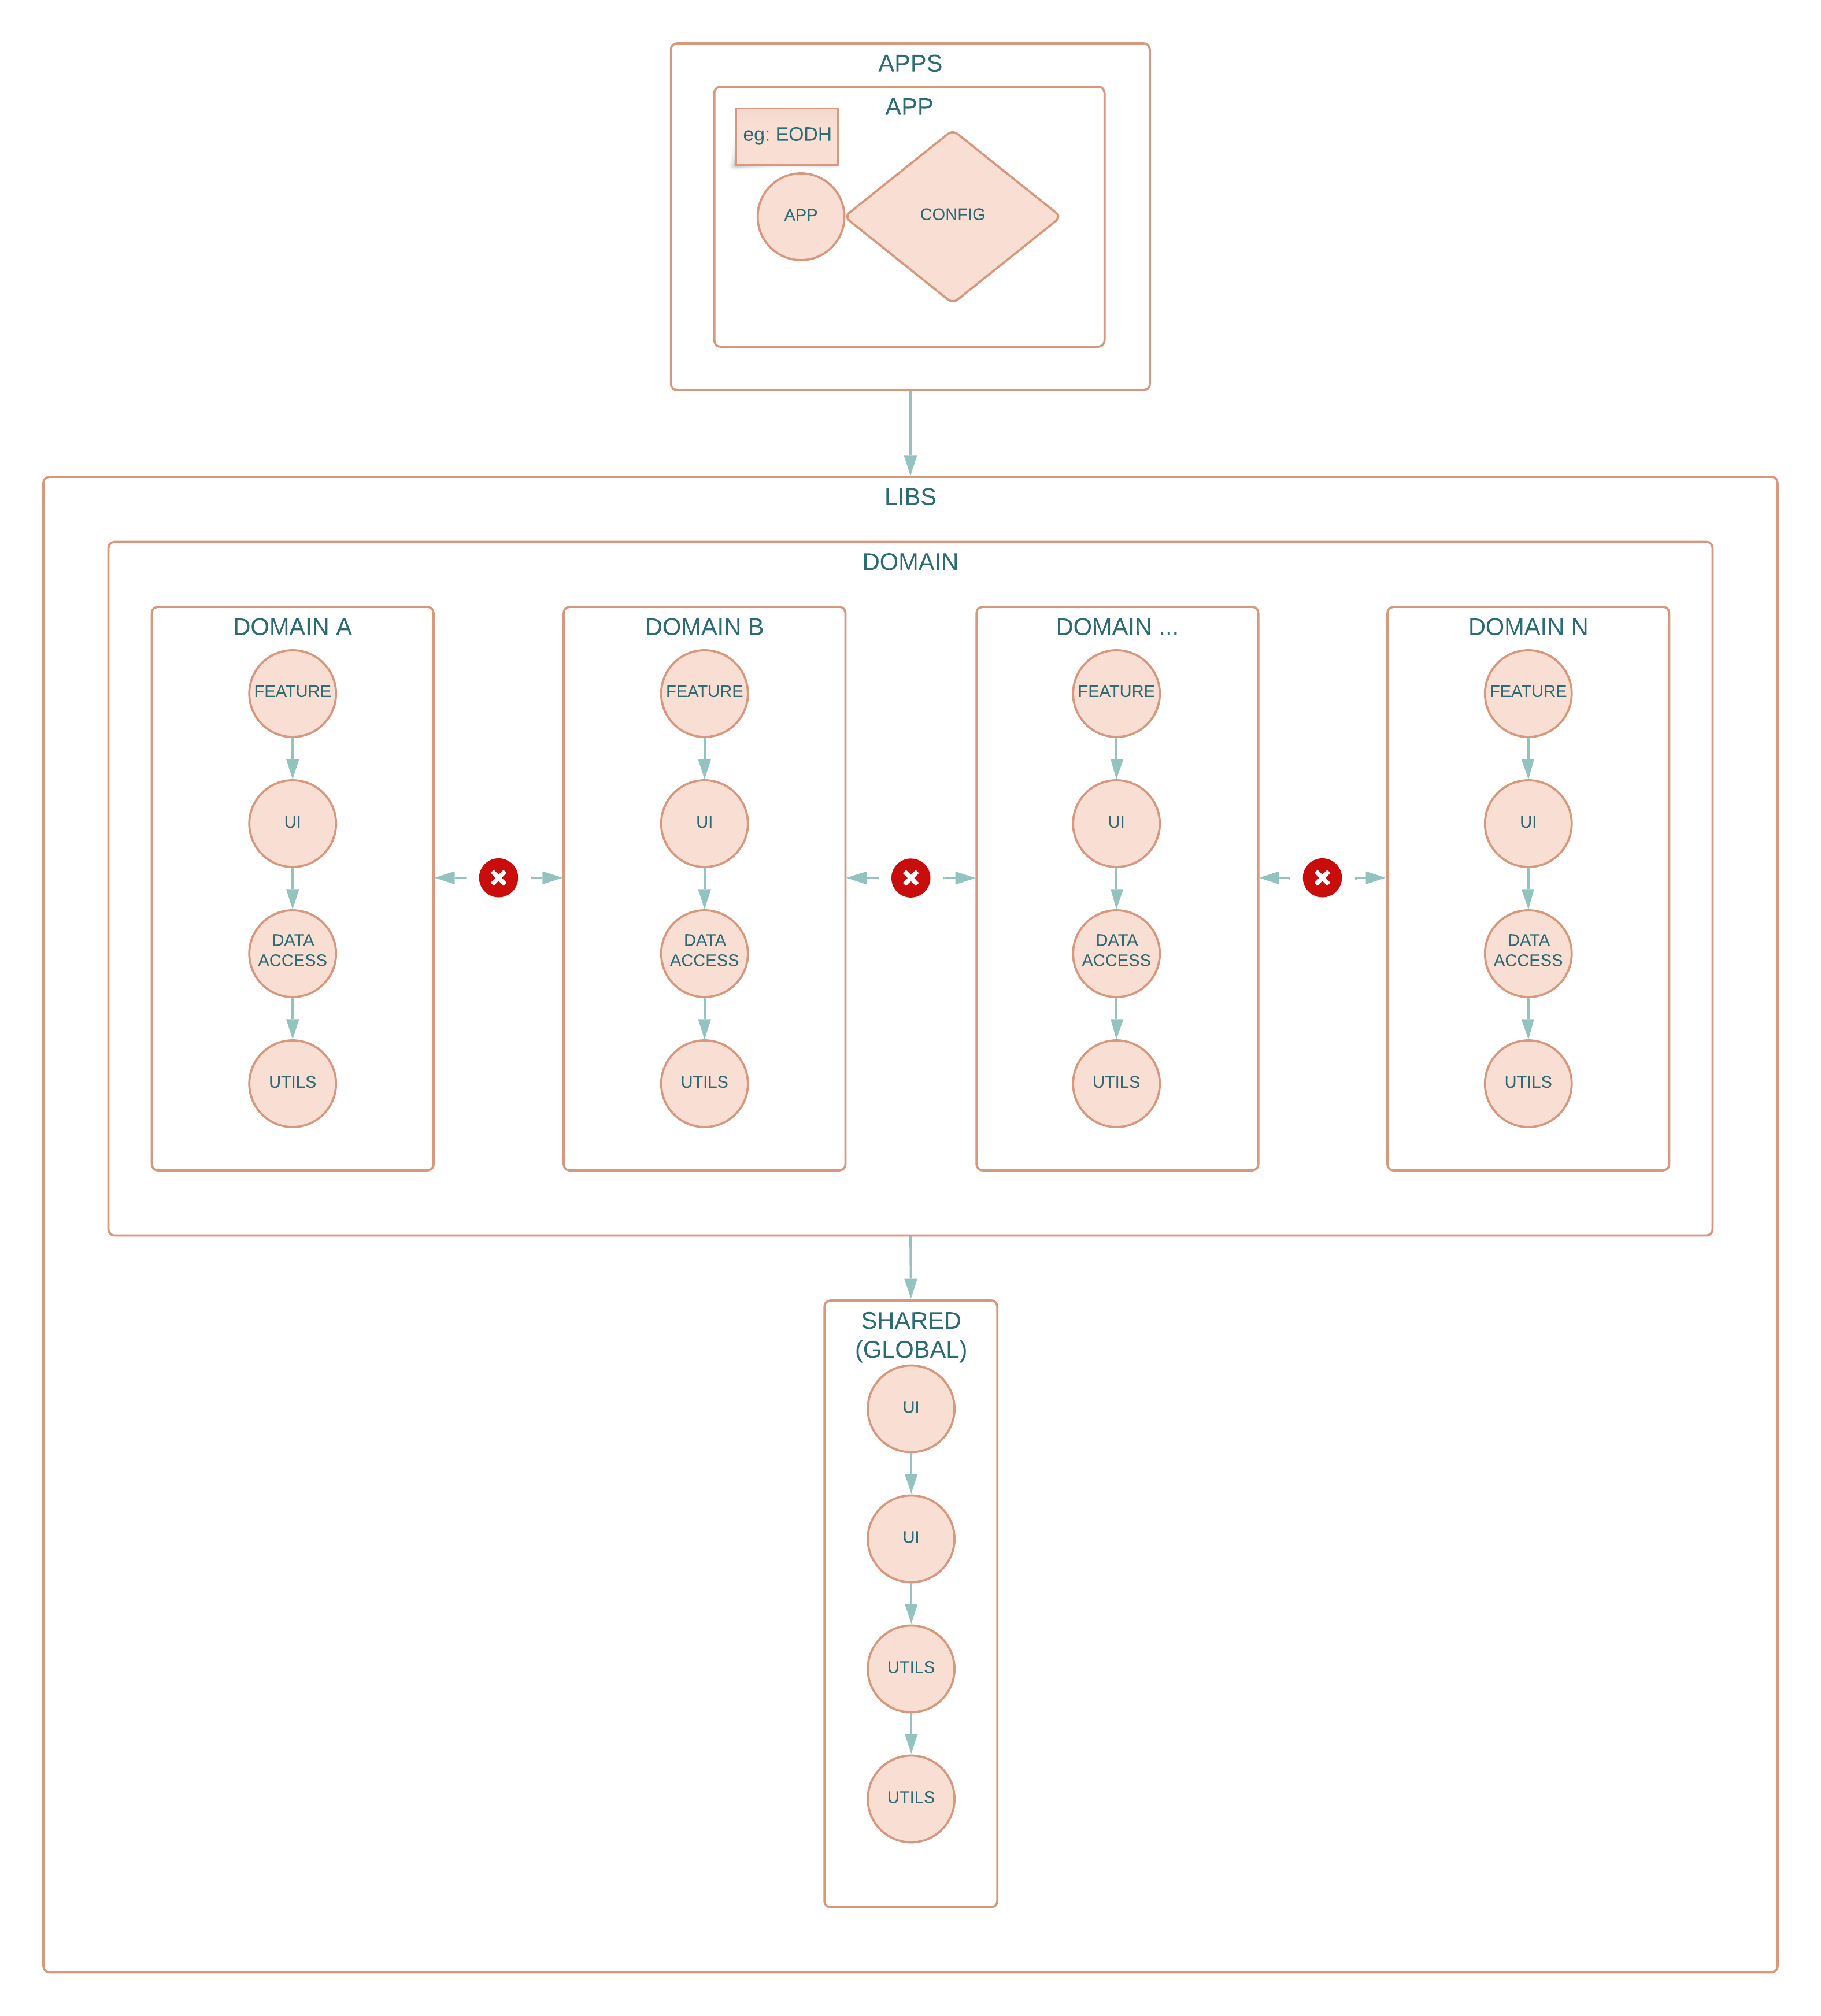 APPS
APP
eg: EODH
APP
CONFIG
LIBS
DOMAIN
DOMAIN A
FEATURE
UI
DATA
ACCESS
UTILS
DOMAIN B
FEATURE
UI
DATA
ACCESS
UTILS
DOMAIN ...
FEATURE
UI
DATA
ACCESS
UTILS
DOMAIN N
FEATURE
UI
DATA
ACCESS
UTILS
SHARED
(GLOBAL)
UI
UI
UTILS
UTILS